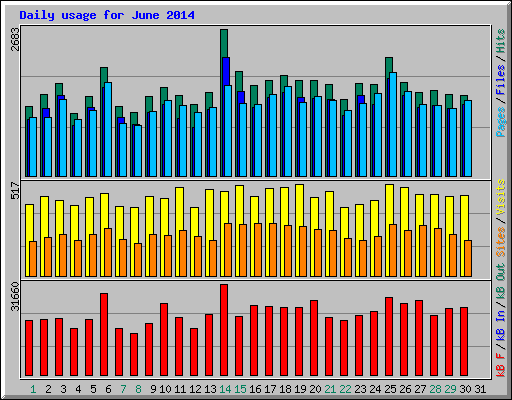 Daily usage for June 2014
2683
Pages / Files / Hits
517
Sites / Visits
31660
kB F / kB In / kB Out
1 2 3 4 5 6 7 8 9 10 11 12 13 14 15 16 17 18 19 20 21 22 23 24 25 26 27 28 29 30 31